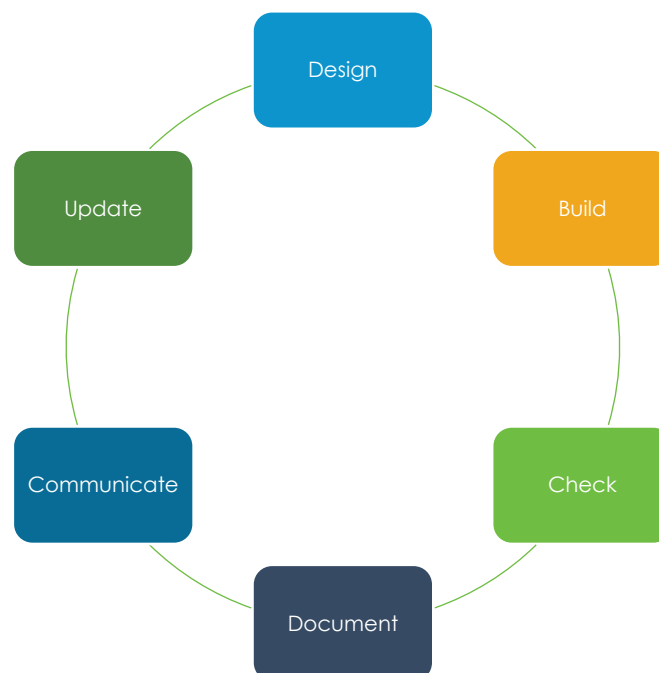 Design
Build
Check
Document
Communicate
Update